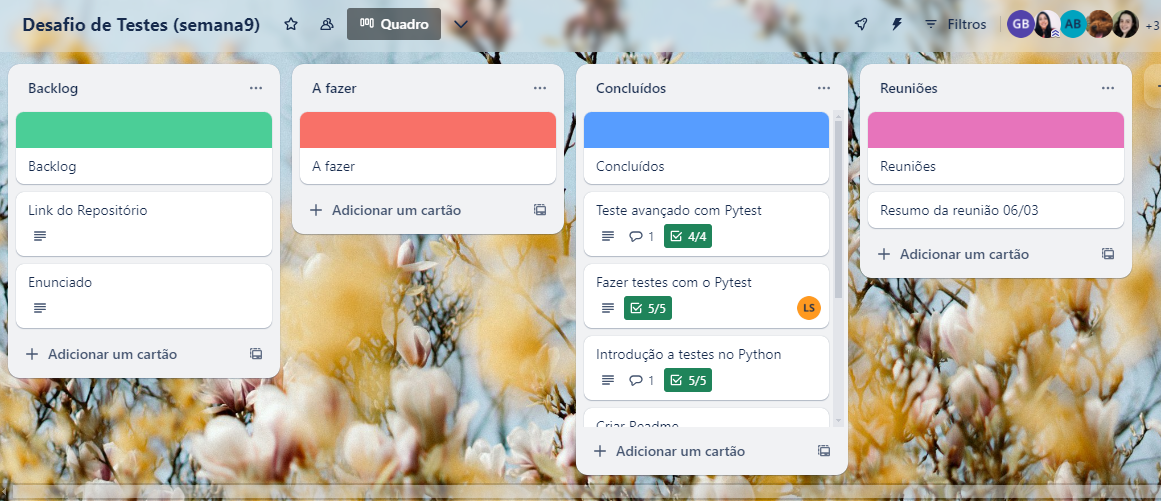 Desafio de Testes (semana9)
Quadro
Filtros
GB
AB
+3
Backlog
Backlog
Link do Repositório
Enunciado
Adicionar um cartão
A fazer
A fazer
Adicionar um cartão
Concluídos
Concluídos
Teste avançado com Pytest
1
4/4
Fazer testes com o Pytest
5/5
LS
Introdução a testes no Python
1
5/5
Criar Readme
Adicionar um cartão
Reuniões
Reuniões
Resumo da reunião 06/03
Adicionar um cartão